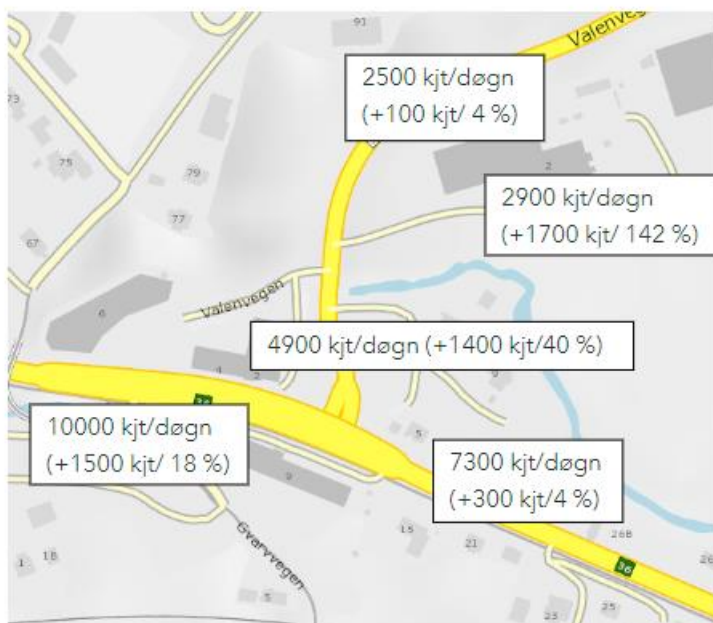 91
Valenveg
2500 kjt/døgn
(+100 kjt/ 4 %)
73
75
79
2
2900 kjt/døgn
(+1700 kjt/ 142 %)
77
67
Valenvegen
6
4900 kjt/døgn (+1400 kjt/40 %)
4
2
9
36
10000 kjt/døgn
(+1500 kjt/ 18 %)
5
7300 kjt/døgn
(+300 kjt/4 %)
9
Gvarvvegen
15
21
26B
1
18
36
26
5
23
25